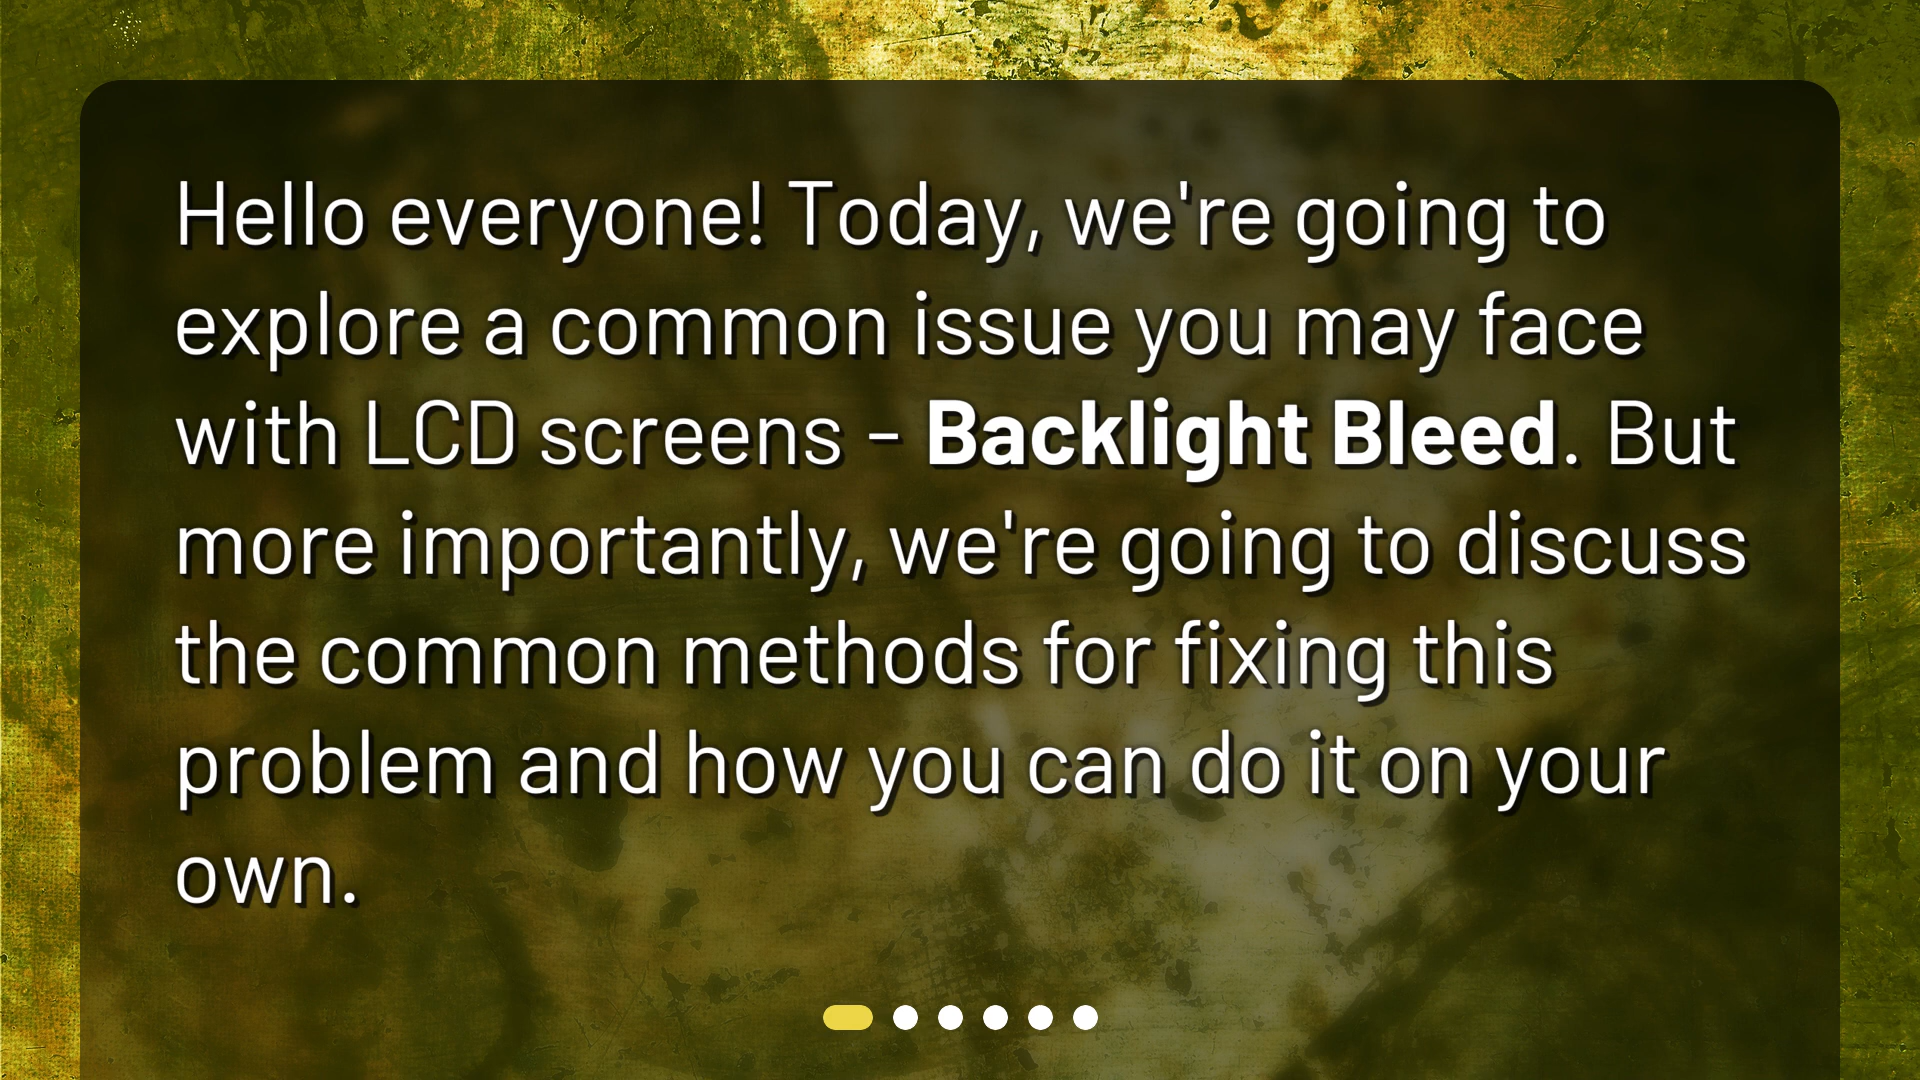 Hello everyone! Today, we're going to
explore a common issue you may face
with LCD screens - Backlight Bleed. But
more importantly, we're going to discuss
the common methods for fixing this
problem and how you can do it on your
own.